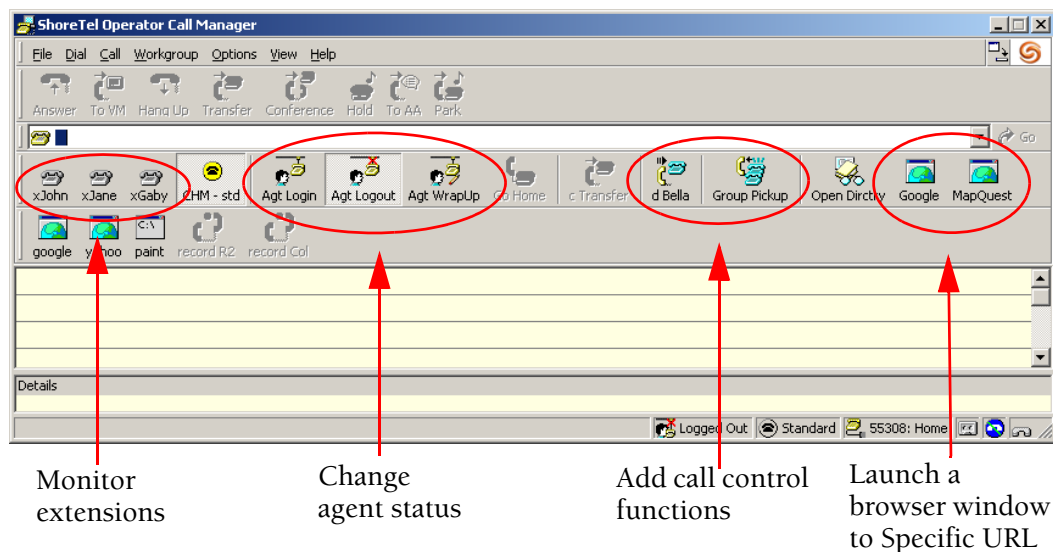 ShoreTel Operator Call Manager
File Dial Call Workgroup Options View Help
Answer To VM Hang Up Transfer Conference Hold To AA Park
Go
xJohn xJane xGaby CHM - std Agt Login Agt Logout Agt WrapUp Go Home c Transfer d Bella Group Pickup Open Dirctry Google MapQuest
C:\
google yahoo paint record R2 record Col
Details
Logged Out Standard 55308: Home
Monitor extensions
Change agent status
Add call control functions
Launch a browser window to Specific URL